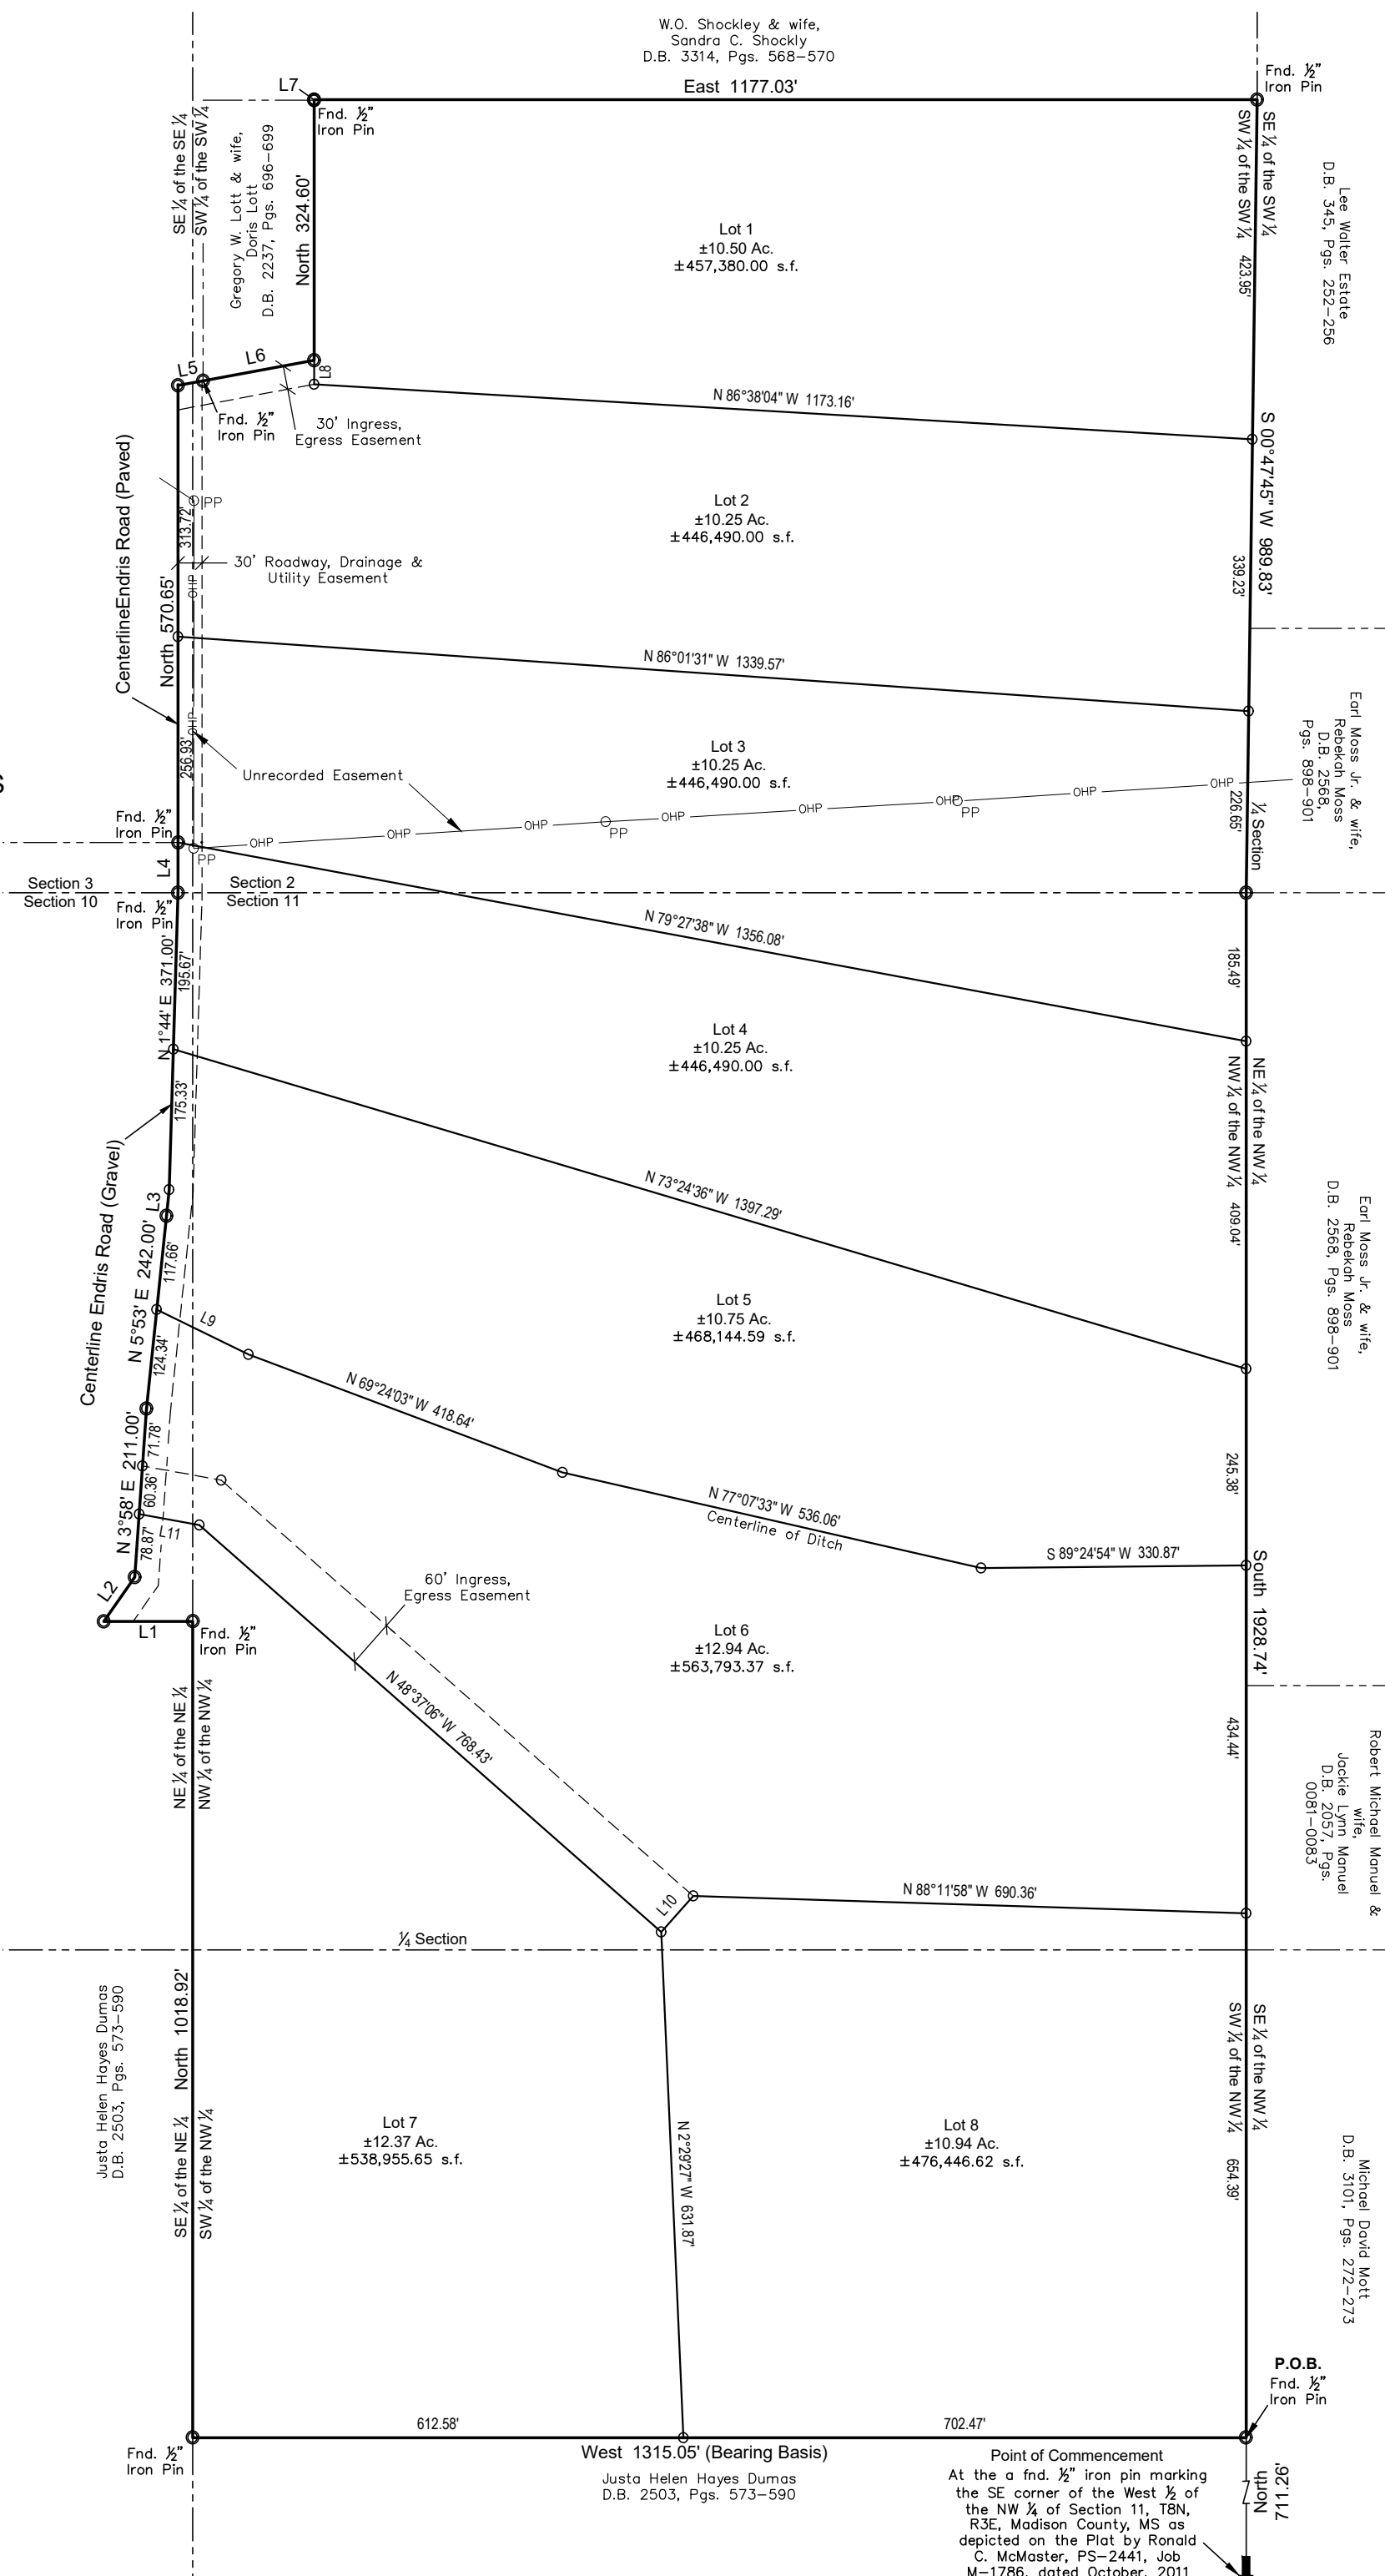 W.O. Shockley & wife,
Sandra C. Shockly
D.B. 3314, Pgs. 568-570
L7
East 1177.03'
Fnd. ½"
Iron Pin
Fnd. ½"
Iron Pin
SE ¼ of the SE ¼
SW ¼ of the SW ¼
Gregory W. Lott & wife,
Doris Lott
D.B. 2237, Pgs. 696-699
North 324.60'
SW ¼ of the SW ¼
SE ¼ of the SW ¼
423.95'
Lee Walter Estate
D.B. 345, Pgs. 252-256
Lot 1
±10.50 Ac.
±457,380.00 s.f.
L5
L6
L8
Fnd. ½"
Iron Pin
30' Ingress,
Egress Easement
N 86°38'04" W 1173.16'
S 00°47'45" W 989.83'
CenterlineEndris Road (Paved)
PP
313.72'
Lot 2
±10.25 Ac.
±446,490.00 s.f.
30' Roadway, Drainage &
Utility Easement
OHP
339.23'
North 570.65'
N 86°01'31" W 1339.57'
OHP
256.93'
Unrecorded Easement
Lot 3
±10.25 Ac.
±446,490.00 s.f.
Earl Moss Jr. & wife,
Rebekah Moss
D.B. 2568,
Pgs. 898-901
OHP
OHP
OHP
OHP
OHP
OHP
OHP
OHP
PP
PP
PP
226.65'
¼ Section
Fnd. ½"
Iron Pin
L4
Section 3
Section 10
Section 2
Section 11
Fnd. ½"
Iron Pin
N 79°27'38" W 1356.08'
N 1°44' E 371.00'
195.67'
185.49'
Lot 4
±10.25 Ac.
±446,490.00 s.f.
NW ¼ of the NW ¼
NE ¼ of the NW ¼
175.33'
Centerline Endris Road (Gravel)
L3
N 73°24'36" W 1397.29'
409.04'
Earl Moss Jr. & wife,
Rebekah Moss
D.B. 2568, Pgs. 898-901
N 5°53' E 242.00'
117.66'
L9
Lot 5
±10.75 Ac.
±468,144.59 s.f.
124.34'
N 69°24'03" W 418.64'
N 3°58' E 211.00'
71.78'
60.36'
78.87'
L11
N 77°07'33" W 536.06'
Centerline of Ditch
S 89°24'54" W 330.87'
245.38'
South 1928.74'
L2
L1
Fnd. ½"
Iron Pin
60' Ingress,
Egress Easement
Lot 6
±12.94 Ac.
±563,793.37 s.f.
N 48°37'06" W 768.43'
NE ¼ of the NE ¼
NW ¼ of the NW ¼
434.44'
Robert Michael Manuel &
wife,
Jackie Lynn Manuel
D.B. 2057, Pgs.
0081-0083
L10
N 88°11'58" W 690.36'
¼ Section
Justa Helen Hayes Dumas
D.B. 2503, Pgs. 573-590
North 1018.92'
SE ¼ of the NE ¼
SW ¼ of the NW ¼
Lot 7
±12.37 Ac.
±538,955.65 s.f.
N 2°29'27" W 631.87'
Lot 8
±10.94 Ac.
±476,446.62 s.f.
SW ¼ of the NW ¼
SE ¼ of the NW ¼
654.39'
Michael David Mott
D.B. 3101, Pgs. 272-273
P.O.B.
Fnd. ½"
Iron Pin
612.58'
702.47'
Fnd. ½"
Iron Pin
West 1315.05' (Bearing Basis)
Justa Helen Hayes Dumas
D.B. 2503, Pgs. 573-590
North
711.26'
Point of Commencement
At the a fnd. ½" iron pin marking
the SE corner of the West ½ of
the NW ¼ of Section 11, T8N,
R3E, Madison County, MS as
depicted on the Plat by Ronald
C. McMaster, PS-2441, Job
M-1786, dated October, 2011